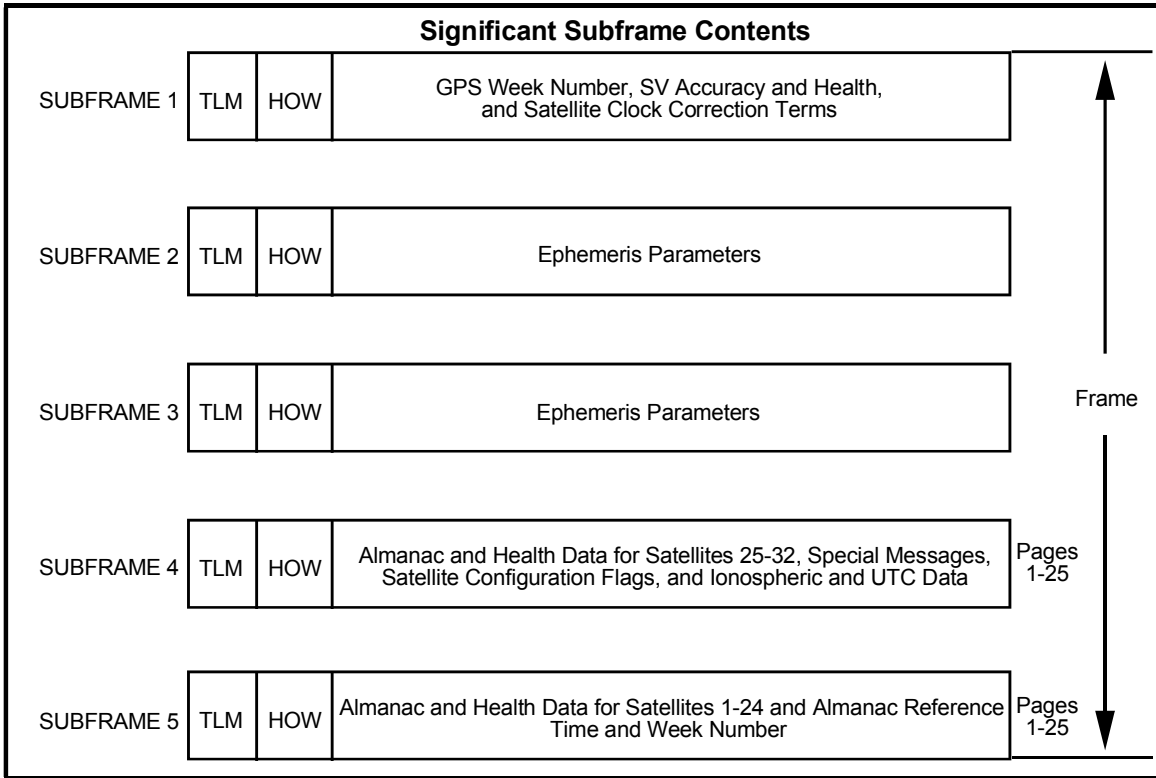 Significant Subframe Contents
SUBFRAME 1 TLM HOW GPS Week Number, SV Accuracy and Health,
and Satellite Clock Correction Terms
SUBFRAME 2 TLM HOW Ephemeris Parameters
SUBFRAME 3 TLM HOW Ephemeris Parameters
Frame
SUBFRAME 4 TLM HOW Almanac and Health Data for Satellites 25-32, Special Messages,
Satellite Configuration Flags, and Ionospheric and UTC Data
Pages
1-25
SUBFRAME 5 TLM HOW Almanac and Health Data for Satellites 1-24 and Almanac Reference
Time and Week Number
Pages
1-25